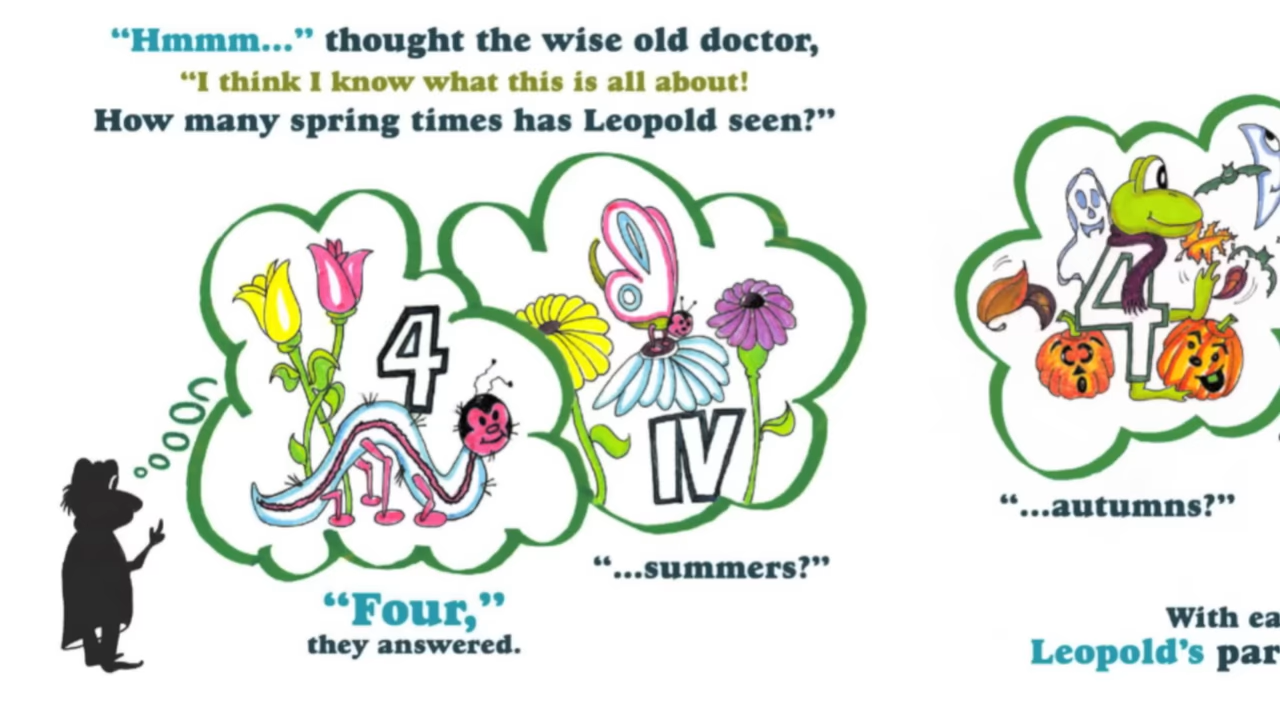 “Hmmm...” thought the wise old doctor,
“I think I know what this is all about!
How many spring times has Leopold seen?”
4
IV
“Four,”
they answered.
“...summers?”
4
“...autumns?”
With ea
Leopold’s par